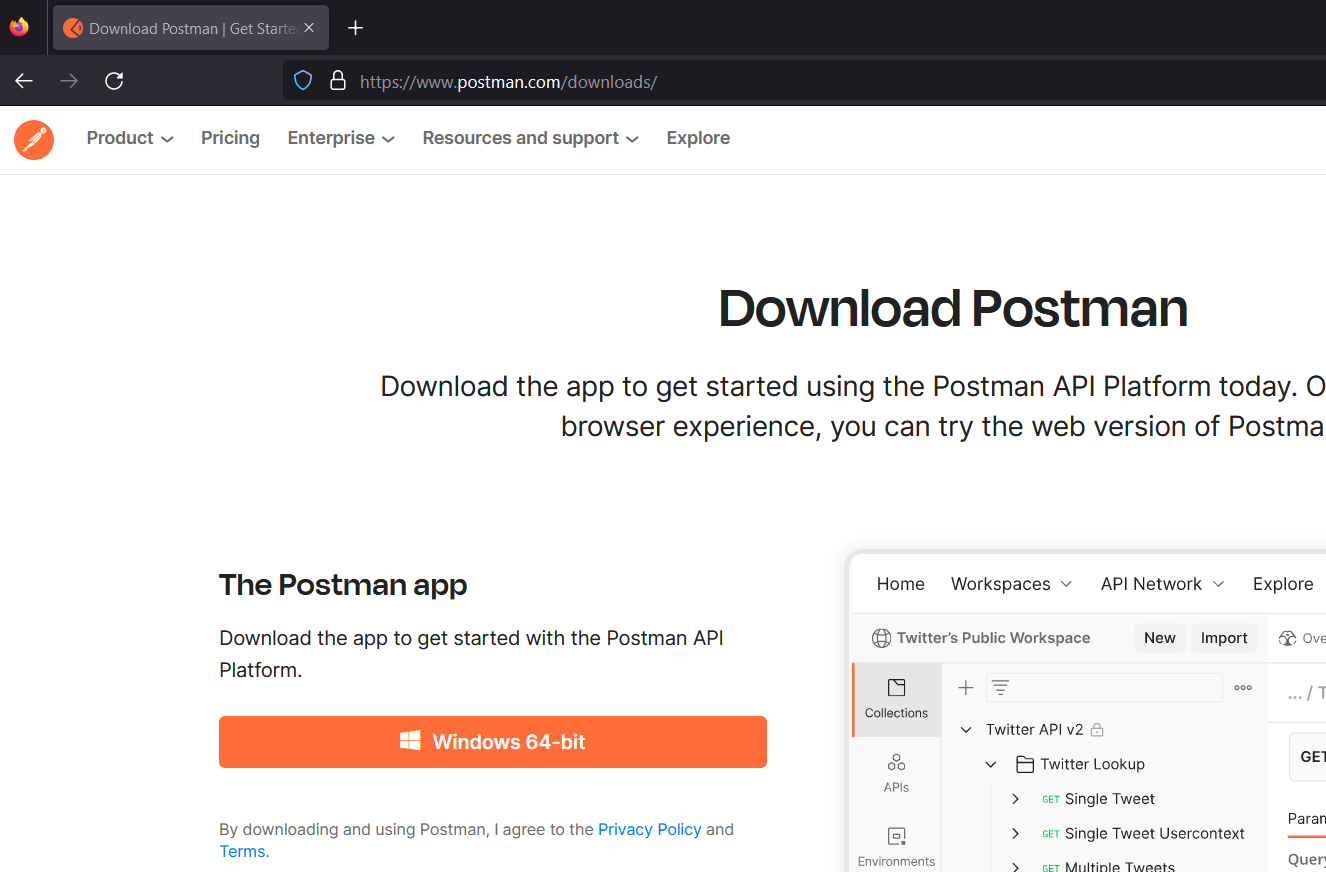 Download Postman | Get Starte
https://www.postman.com/downloads/
Product Pricing Enterprise Resources and support Explore
Download Postman
Download the app to get started using the Postman API Platform today. O
browser experience, you can try the web version of Postma
The Postman app
Download the app to get started with the Postman API
Platform.
Windows 64-bit
By downloading and using Postman, I agree to the Privacy Policy and
Terms.
Home Workspaces API Network Explore
Twitter's Public Workspace New Import Ove
Collections
... / T
Twitter API v2
Twitter Lookup
GET
APIs
GET Single Tweet
Param
GET Single Tweet Usercontext
Environments
Query
GET Multiple Tweets